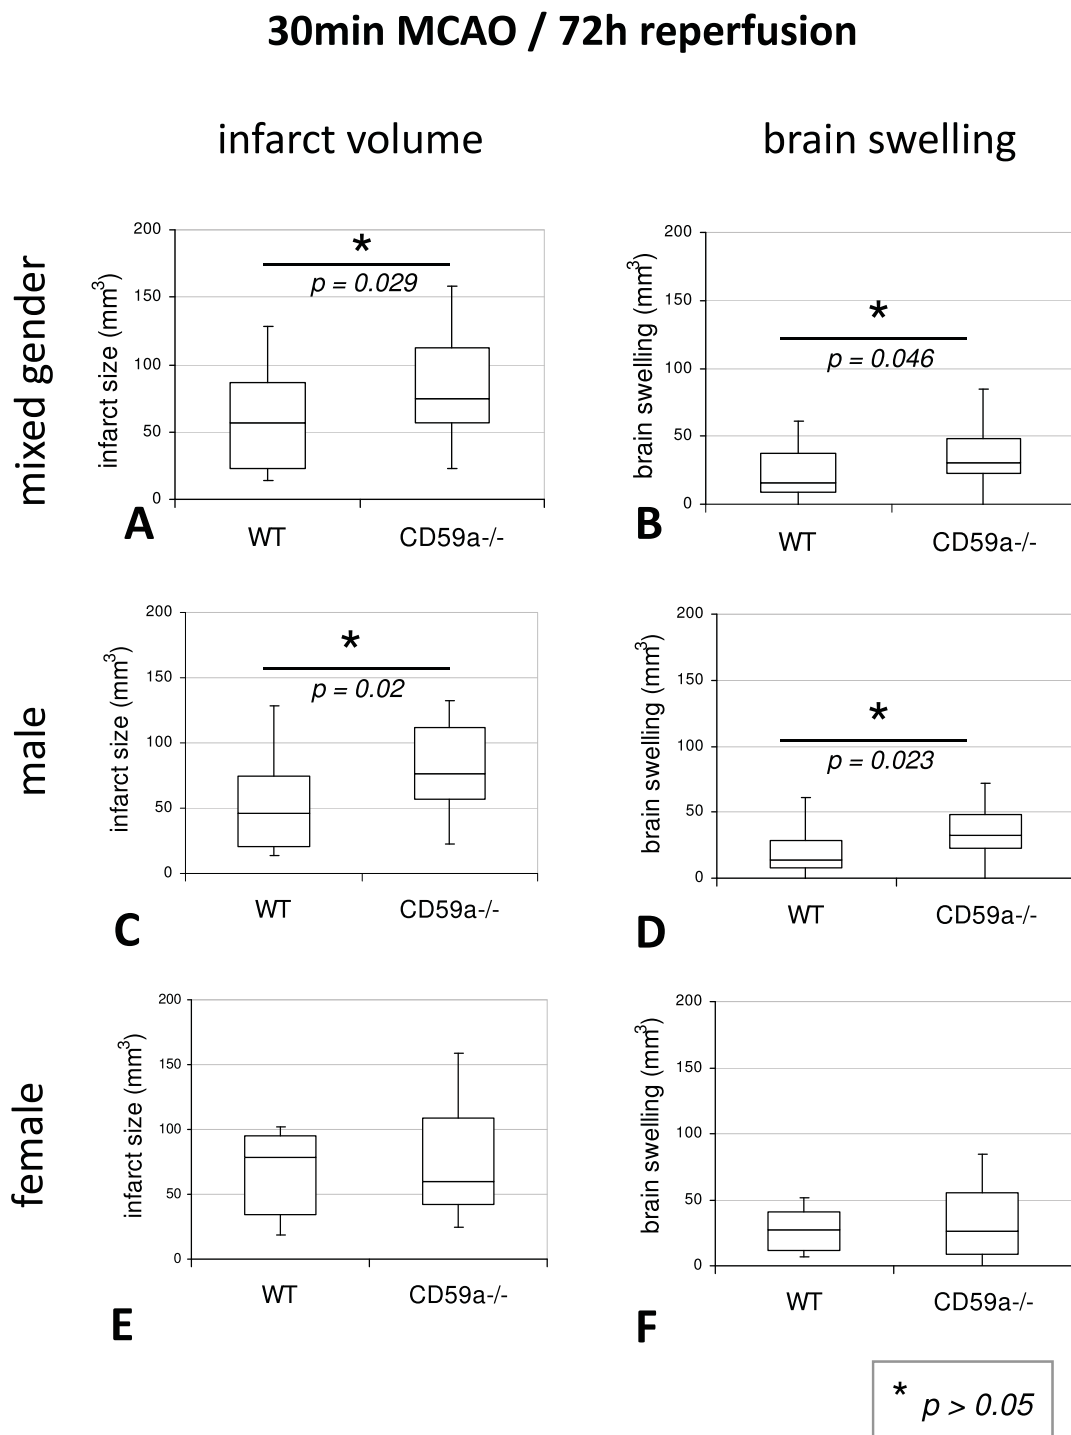 30min MCAO / 72h reperfusion
infarct volume
brain swelling
mixed gender
infarct size (mm3)
200
150
100
50
0
*
p = 0.029
WT
CD59a-/-
A
brain swelling (mm3)
200
150
100
50
0
*
p = 0.046
WT
CD59a-/-
B
male
infarct size (mm3)
200
150
100
50
0
*
p = 0.02
WT
CD59a-/-
C
brain swelling (mm3)
200
150
100
50
0
*
p = 0.023
WT
CD59a-/-
D
female
infarct size (mm3)
200
150
100
50
0
WT
CD59a-/-
E
brain swelling (mm3)
200
150
100
50
0
WT
CD59a-/-
F
* p > 0.05